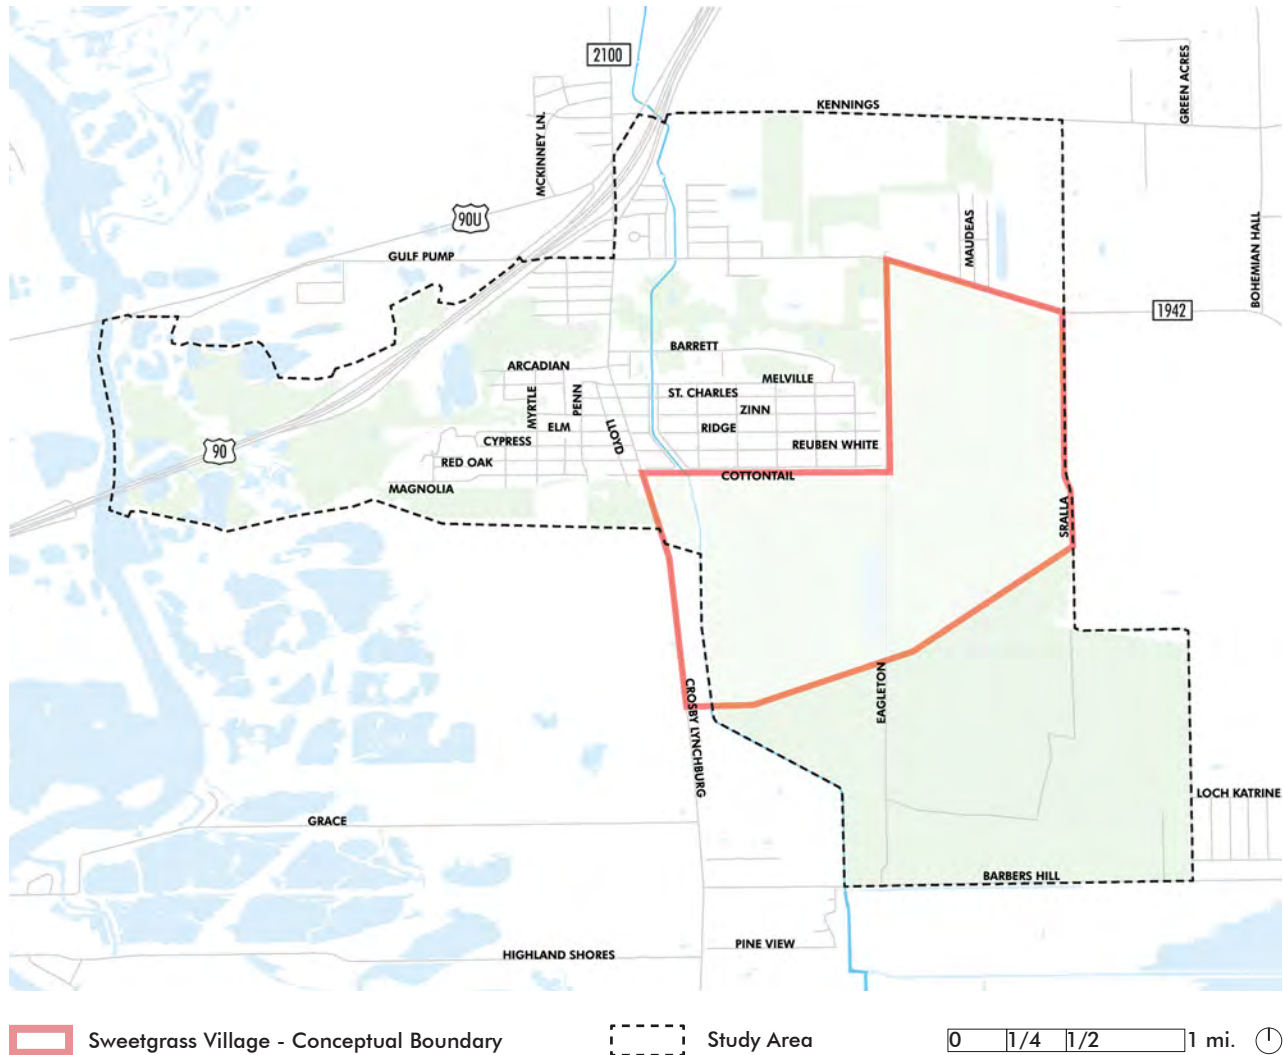 2100
GREEN ACRES
KENNINGS
MCKINNEY LN.
90U
MAUDEAS
BOHEMIAN HALL
GULF PUMP
1942
BARRETT
ARCADIAN
MELVILLE
ST. CHARLES
MYRTLE
PENN
ZINN
ELM
LLOYD
RIDGE
CYPRESS
REUBEN WHITE
90
RED OAK
COTTONTAIL
MAGNOLIA
SRALLA
EAGLETON
CROSBY LYNCHBURG
LOCH KATRINE
GRACE
BARBERS HILL
PINE VIEW
HIGHLAND SHORES
Sweetgrass Village - Conceptual Boundary
Study Area
0 1/4 1/2 1 mi.